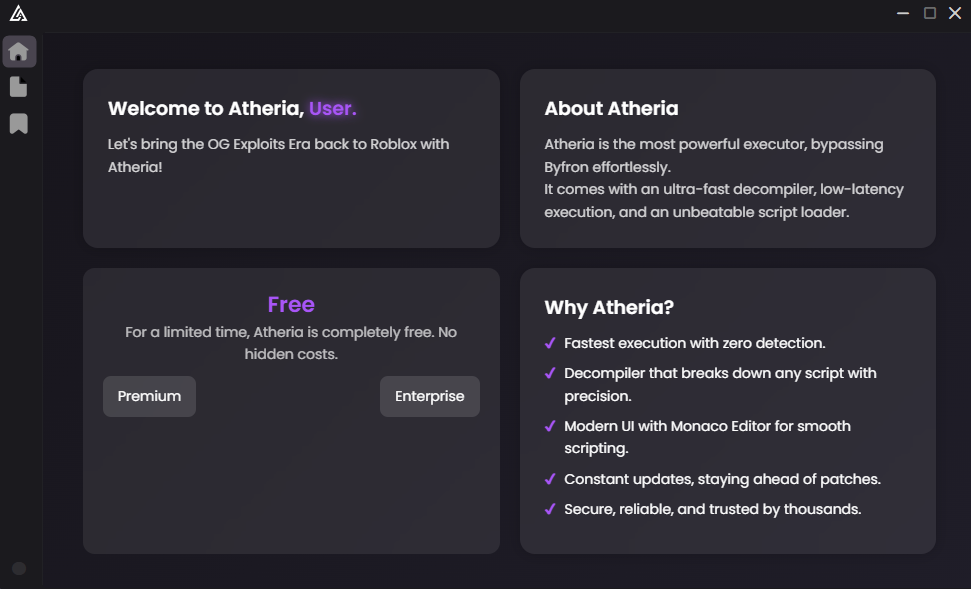 Welcome to Atheria, User.
Let's bring the OG Exploits Era back to Roblox with
Atheria!
About Atheria
Atheria is the most powerful executor, bypassing
Byfron effortlessly.
It comes with an ultra-fast decompiler, low-latency
execution, and an unbeatable script loader.
Free
For a limited time, Atheria is completely free. No
hidden costs.
Premium
Enterprise
Why Atheria?
✓ Fastest execution with zero detection.
✓ Decompiler that breaks down any script with
precision.
✓ Modern UI with Monaco Editor for smooth
scripting.
✓ Constant updates, staying ahead of patches.
✓ Secure, reliable, and trusted by thousands.